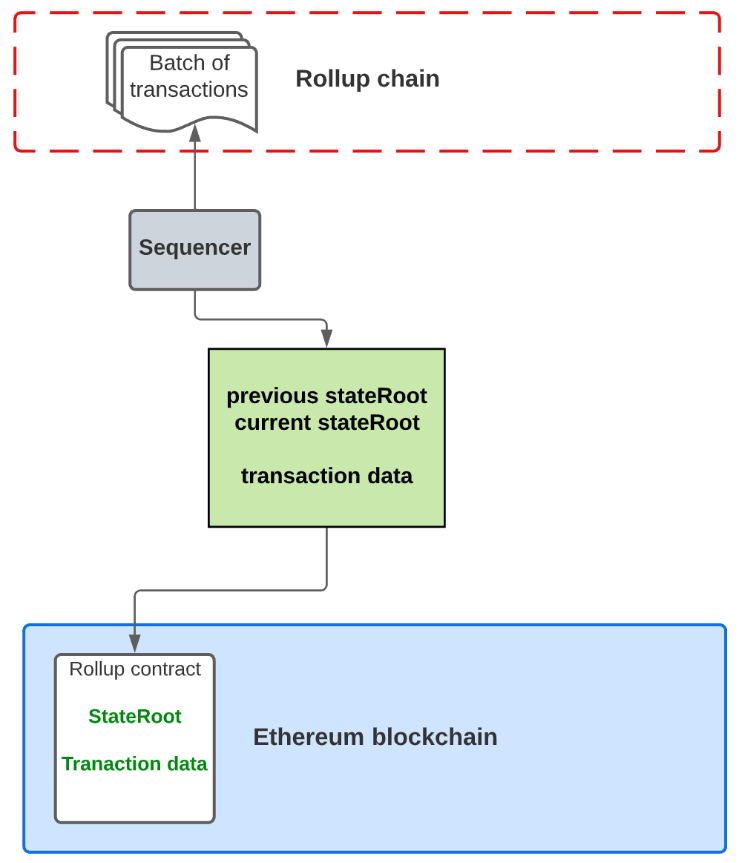 Batch of
transactions
Rollup chain
Sequencer
previous stateRoot
current stateRoot
transaction data
Rollup contract
StateRoot
Tranaction data
Ethereum blockchain